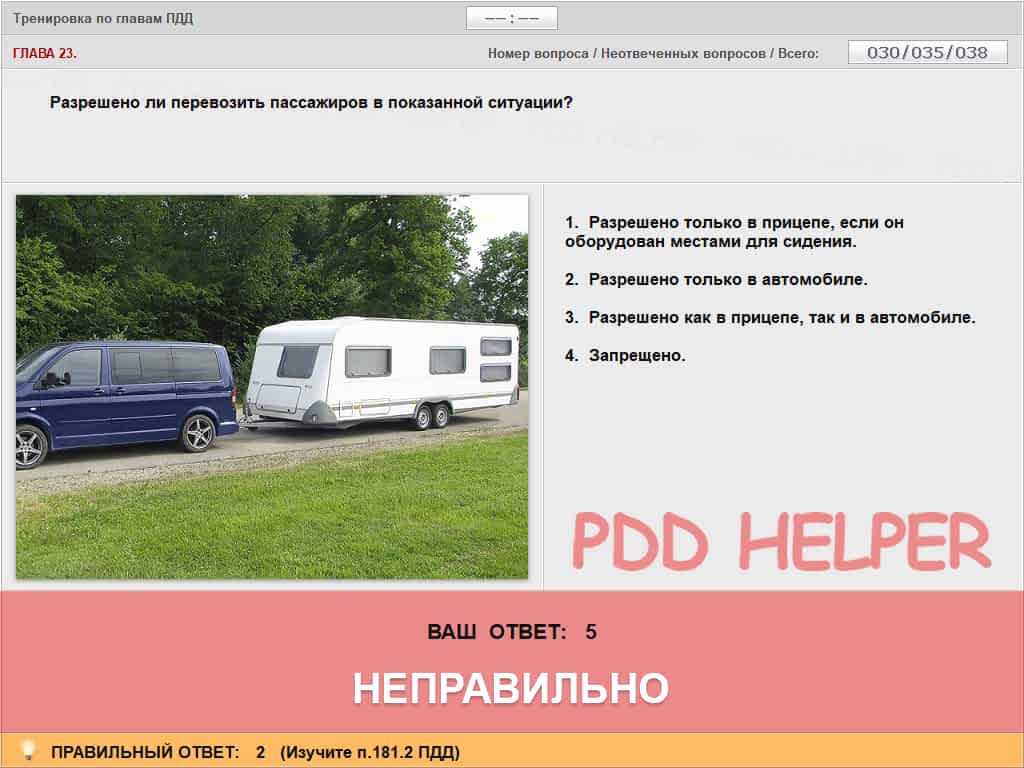 Тренировка по главам ПДД
–– : ––
ГЛАВА 23.
Номер вопроса / Неотвеченных вопросов / Всего: 030/035/038
Разрешено ли перевозить пассажиров в показанной ситуации?
1. Разрешено только в прицепе, если он
оборудован местами для сидения.
2. Разрешено только в автомобиле.
3. Разрешено как в прицепе, так и в автомобиле.
4. Запрещено.
PDD HELPER
ВАШ ОТВЕТ: 5
НЕПРАВИЛЬНО
ПРАВИЛЬНЫЙ ОТВЕТ: 2 (Изучите п.181.2 ПДД)